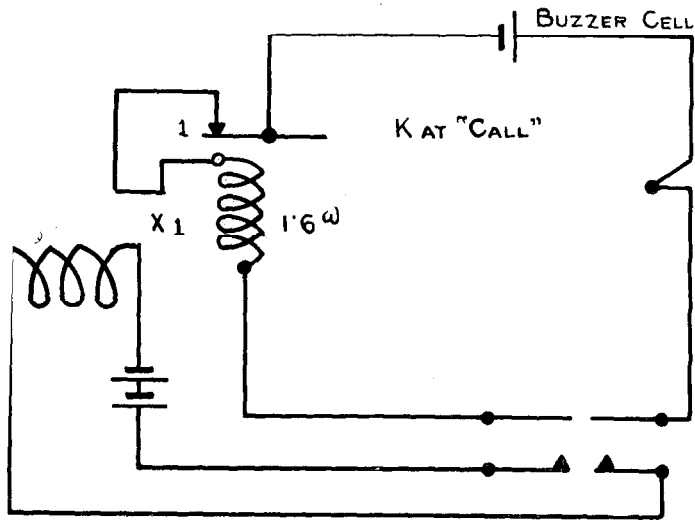 BUZZER CELL
1
K AT "CALL"
X 1
1·6 ω